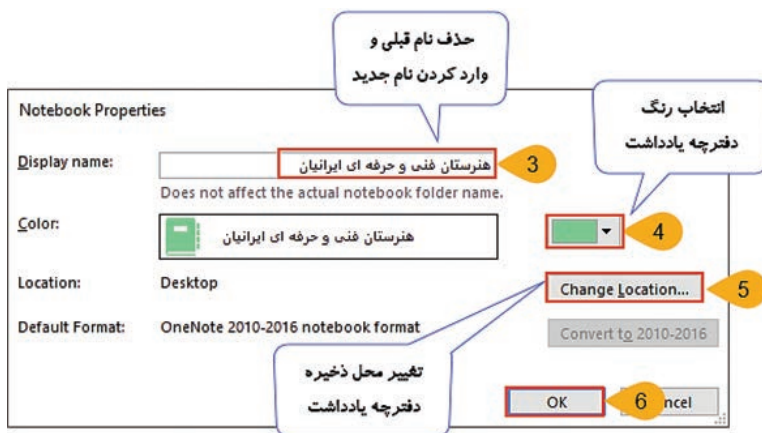 حذف نام قبلی و
وارد کردن نام جدید
انتخاب رنگ
دفترچه یادداشت
Notebook Properties
Display name:
هنرستان فنی و حرفه ای ایرانیان
3
Does not affect the actual notebook folder name.
Color:
هنرستان فنی و حرفه ای ایرانیان
4
Location:
Desktop
Change Location...
5
Default Format:
OneNote 2010-2016 notebook format
Convert to 2010-2016
تغییر محل ذخیره
دفترچه یادداشت
OK
6
ncel